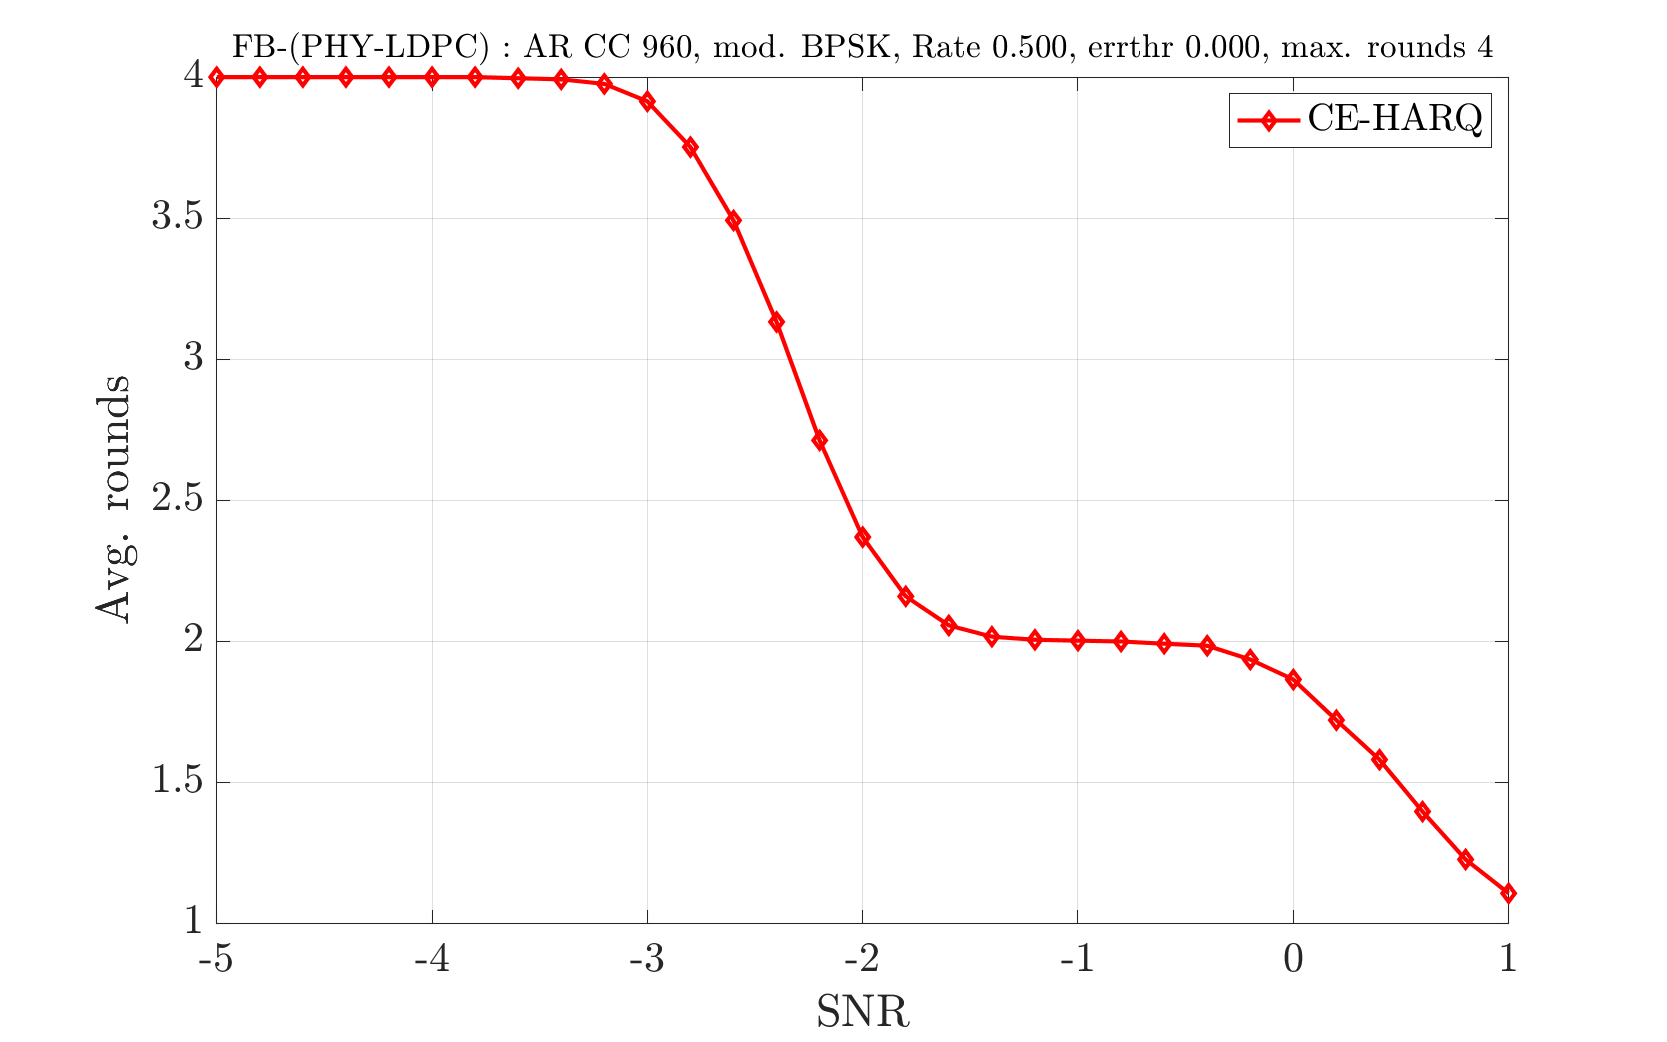 FB-(PHY-LDPC) : AR CC 960, mod. BPSK, Rate 0.500, errthr 0.000, max. rounds 4
CE-HARQ
4
3.5
3
2.5
2
1.5
1
Avg. rounds
-5 -4 -3 -2 -1 0 1
SNR